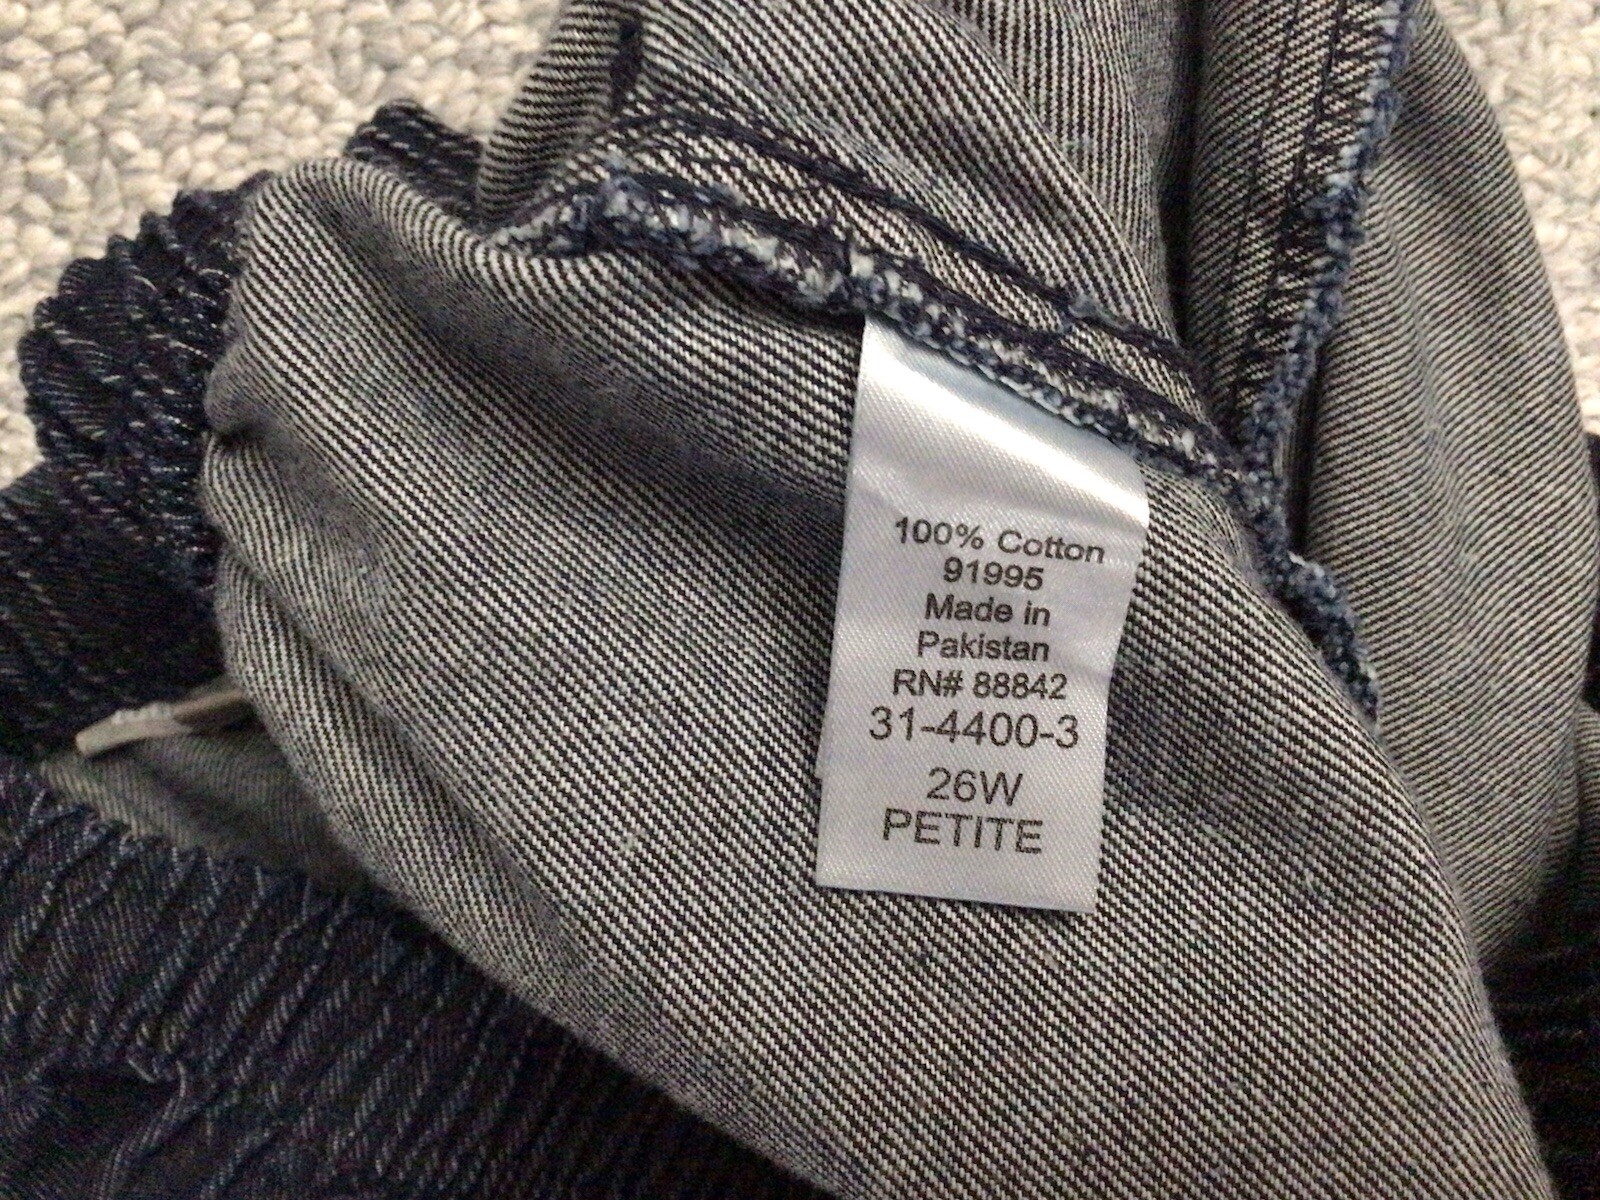 100% Cotton
91995
Made in
Pakistan
RN# 88842
31-4400-3
26W
PETITE